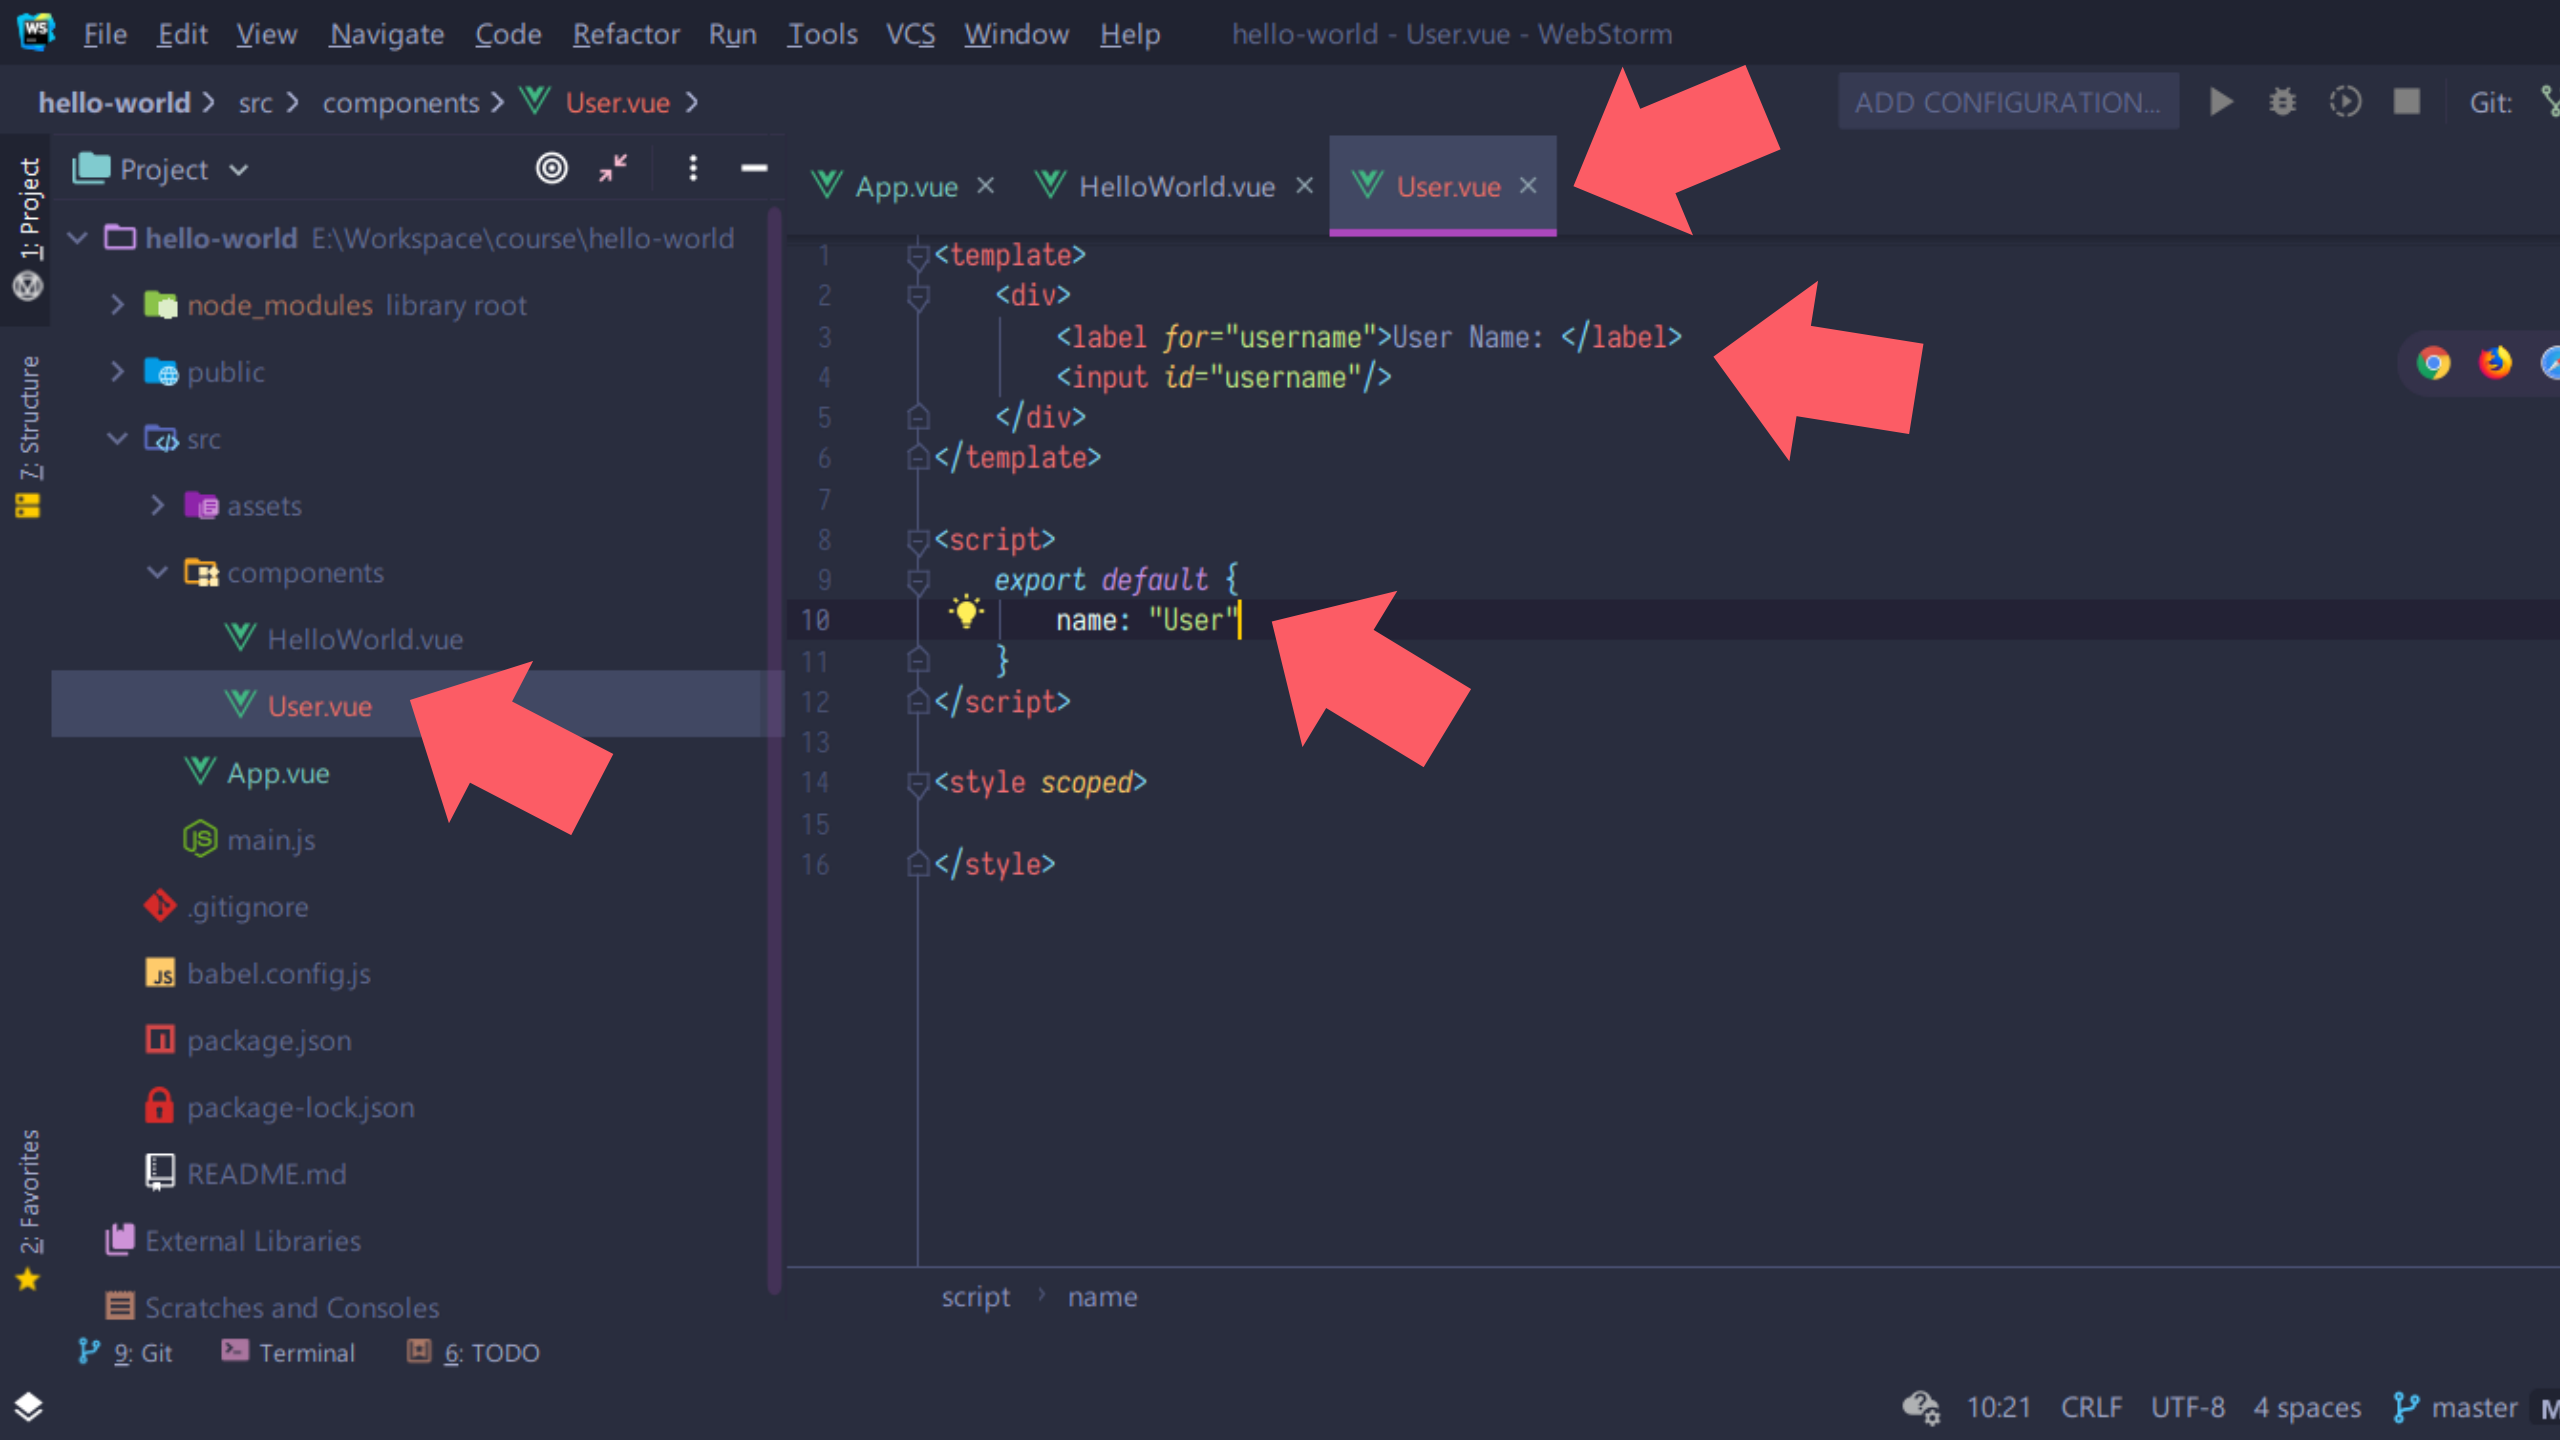 WS File Edit View Navigate Code Refactor Run Tools VCS Window Help hello-world - User.vue - WebStorm
hello-world src components User.vue
ADD CONFIGURATION... Git:
1: Project
7: Structure
2: Favorites
Project
hello-world E:\Workspace\course\hello-world
node_modules library root
public
src
assets
components
HelloWorld.vue
User.vue
App.vue
main.js
.gitignore
babel.config.js
package.json
package-lock.json
README.md
External Libraries
Scratches and Consoles
App.vue HelloWorld.vue User.vue
1 <template>
2 <div>
3 <label for="username">User Name: </label>
4 <input id="username"/>
5 </div>
6 </template>
7
8 <script>
9 export default {
10 name: "User"
11 }
12 </script>
13
14 <style scoped>
15
16 </style>
script › name
9: Git Terminal 6: TODO
10:21 CRLF UTF-8 4 spaces master